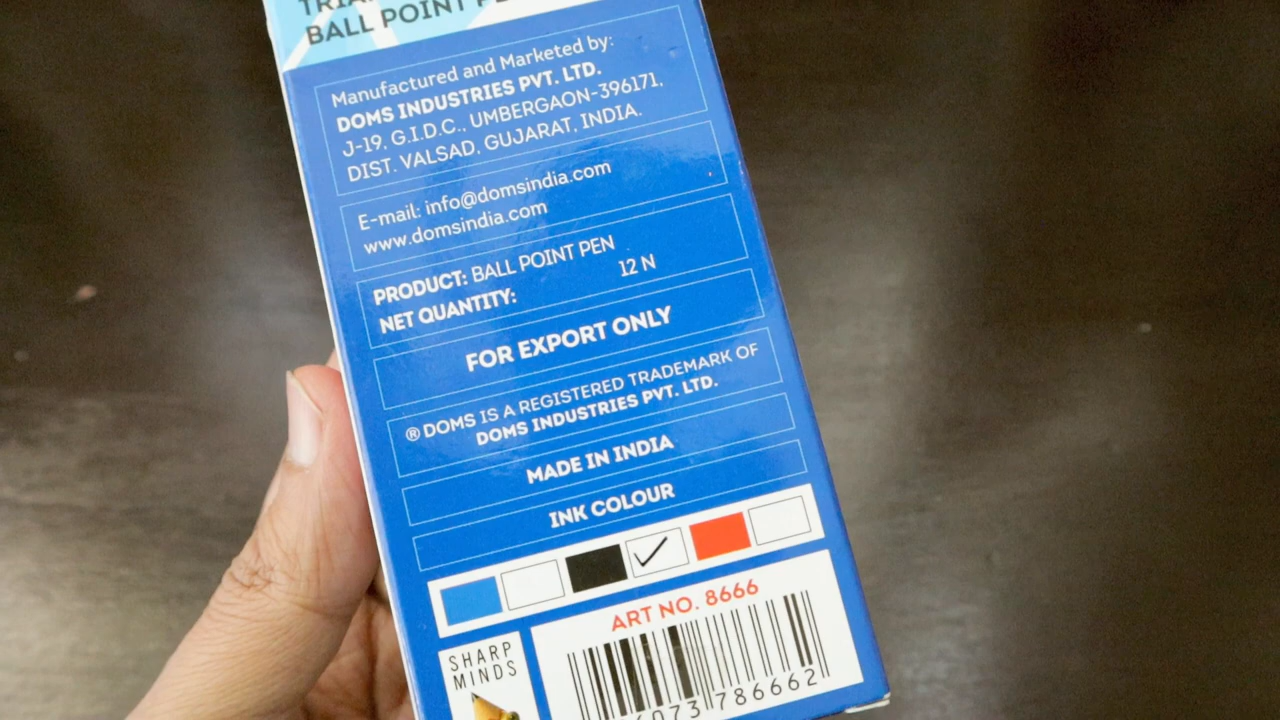 BALL POINT
Manufactured and Marketed by:
DOMS INDUSTRIES PVT. LTD.
J-19, G.I.D.C., UMBERGAON-396171,
DIST. VALSAD, GUJARAT, INDIA.
E-mail: info@domsindia.com
www.domsindia.com
PRODUCT: BALL POINT PEN
NET QUANTITY: 12 N
FOR EXPORT ONLY
® DOMS IS A REGISTERED TRADEMARK OF
DOMS INDUSTRIES PVT. LTD.
MADE IN INDIA
INK COLOUR
ART NO. 8666
SHARP
MINDS
786662